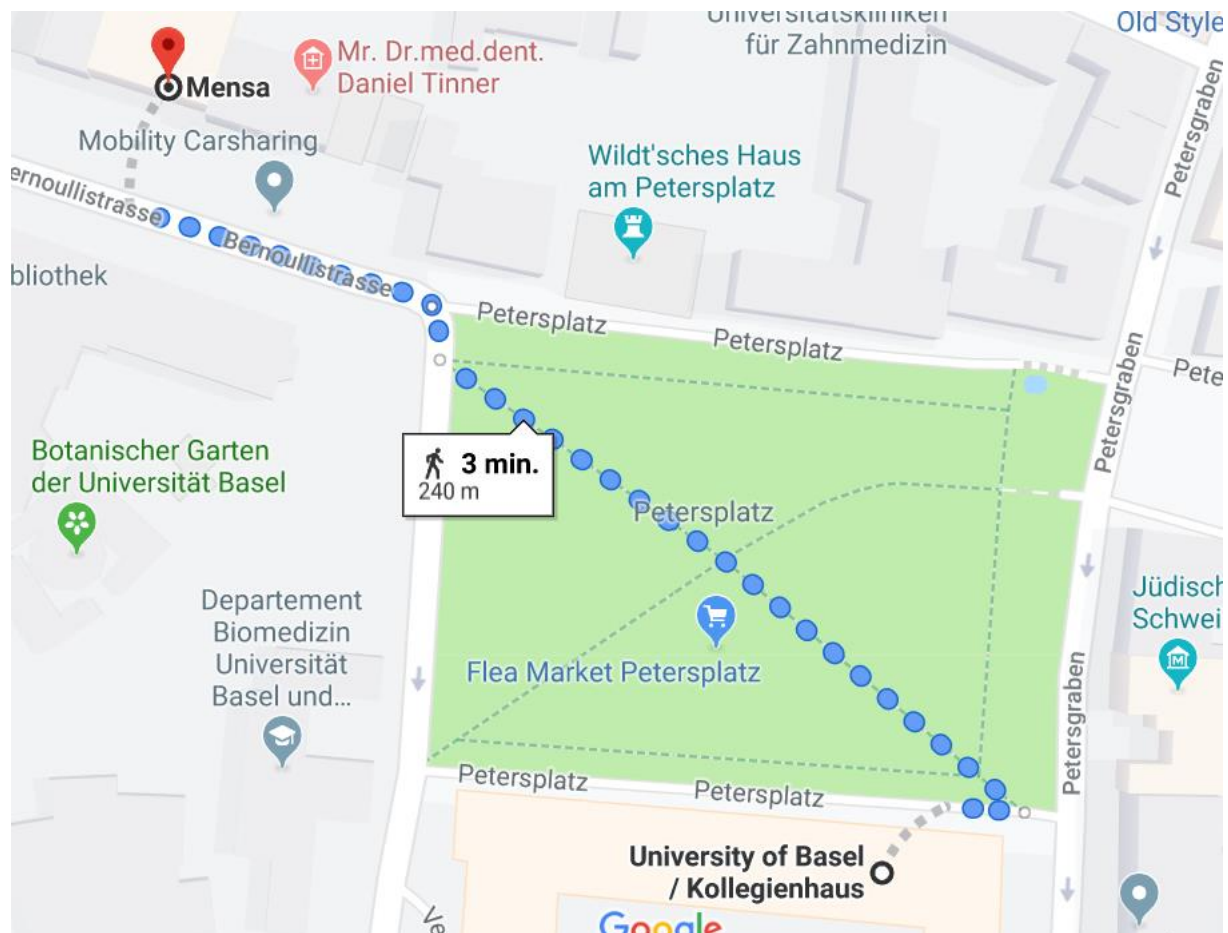 Universitätskliniken
für Zahnmedizin
Old Style
Mr. Dr.med.dent.
Daniel Tinner
Mensa
Mobility Carsharing
Petersgraben
Wildt'sches Haus
am Petersplatz
ernoullistrasse
Bernoullistrasse
bliothek
Petersplatz
Petersplatz
Petersgraben
Pete
Botanischer Garten
der Universität Basel
3 min.
240 m
Petersplatz
Jüdisch
Schwei
Departement
Biomedizin
Universität
Basel und...
Flea Market Petersplatz
Petersgraben
Petersplatz
Petersplatz
University of Basel
/ Kollegienhaus
Ve
Google